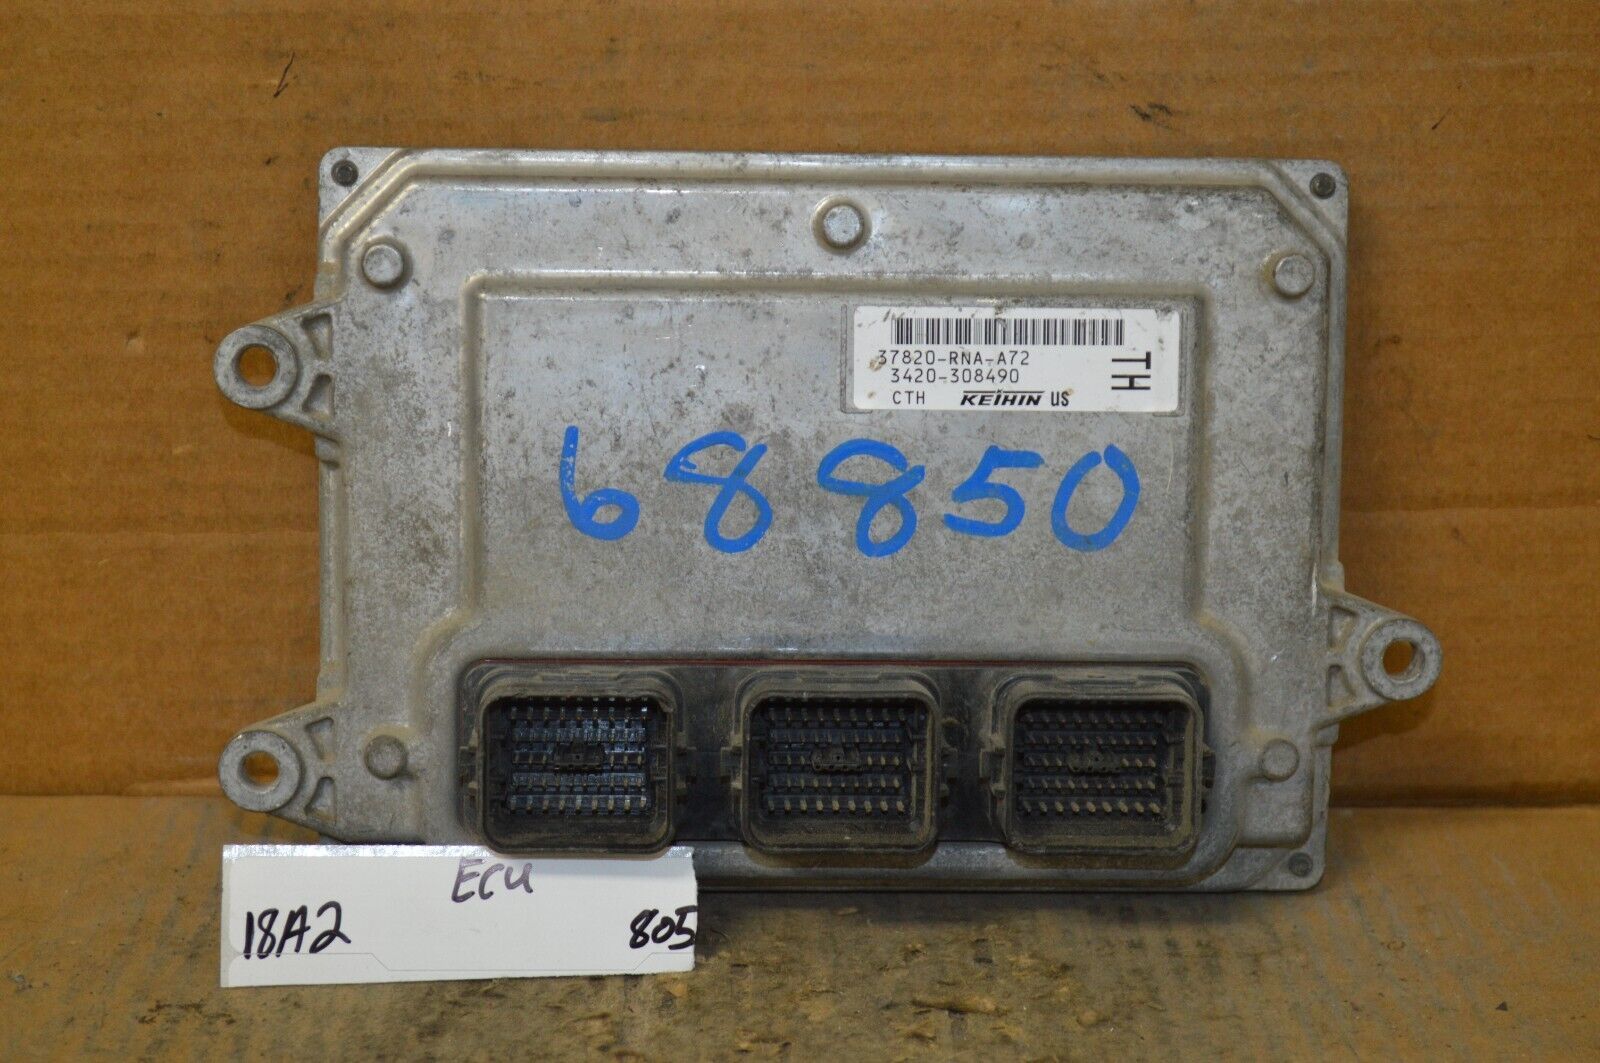 37820-RNA-A72
3420-308490
CTH KEIHIN US
TH
68850
ECU
18A2 805